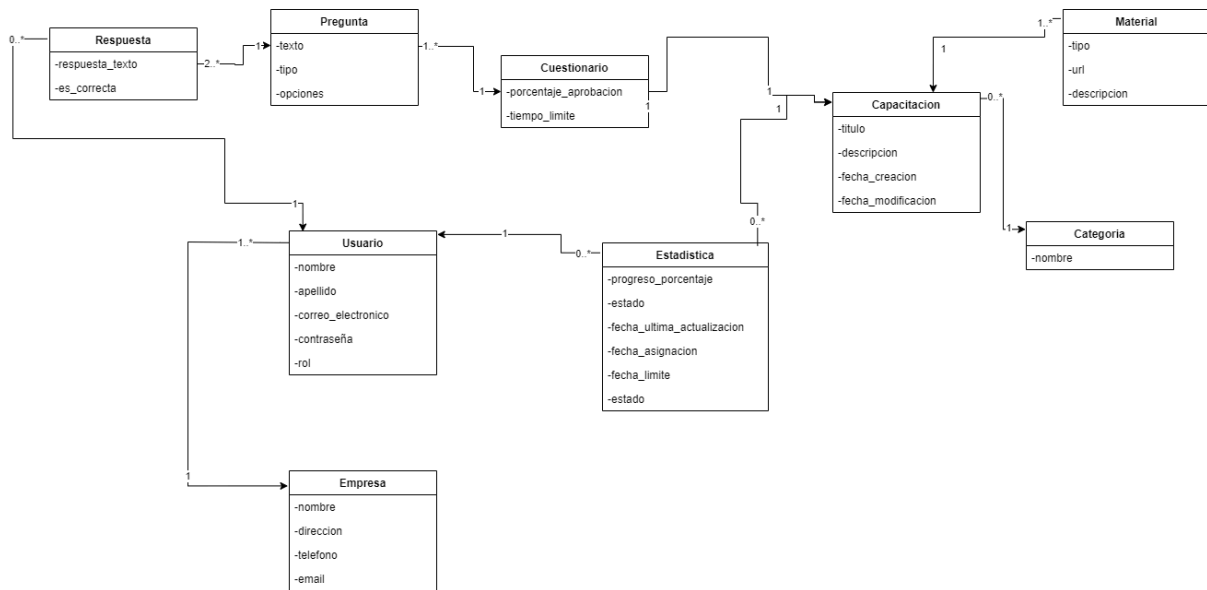 Respuesta
-respuesta_texto
-es_correcta
0..*
2..*
1
Pregunta
-texto
-tipo
-opciones
1..*
1
Cuestionario
-porcentaje_aprobacion
-tiempo_limite
1
1
1
Capacitacion
-titulo
-descripcion
-fecha_creacion
-fecha_modificacion
1..*
1
Material
-tipo
-url
-descripcion
0..*
1
Categoria
-nombre
1
1..*
Usuario
-nombre
-apellido
-correo_electronico
-contraseña
-rol
1
0..*
0..*
Estadistica
-progreso_porcentaje
-estado
-fecha_ultima_actualizacion
-fecha_asignacion
-fecha_limite
-estado
1
Empresa
-nombre
-direccion
-telefono
-email